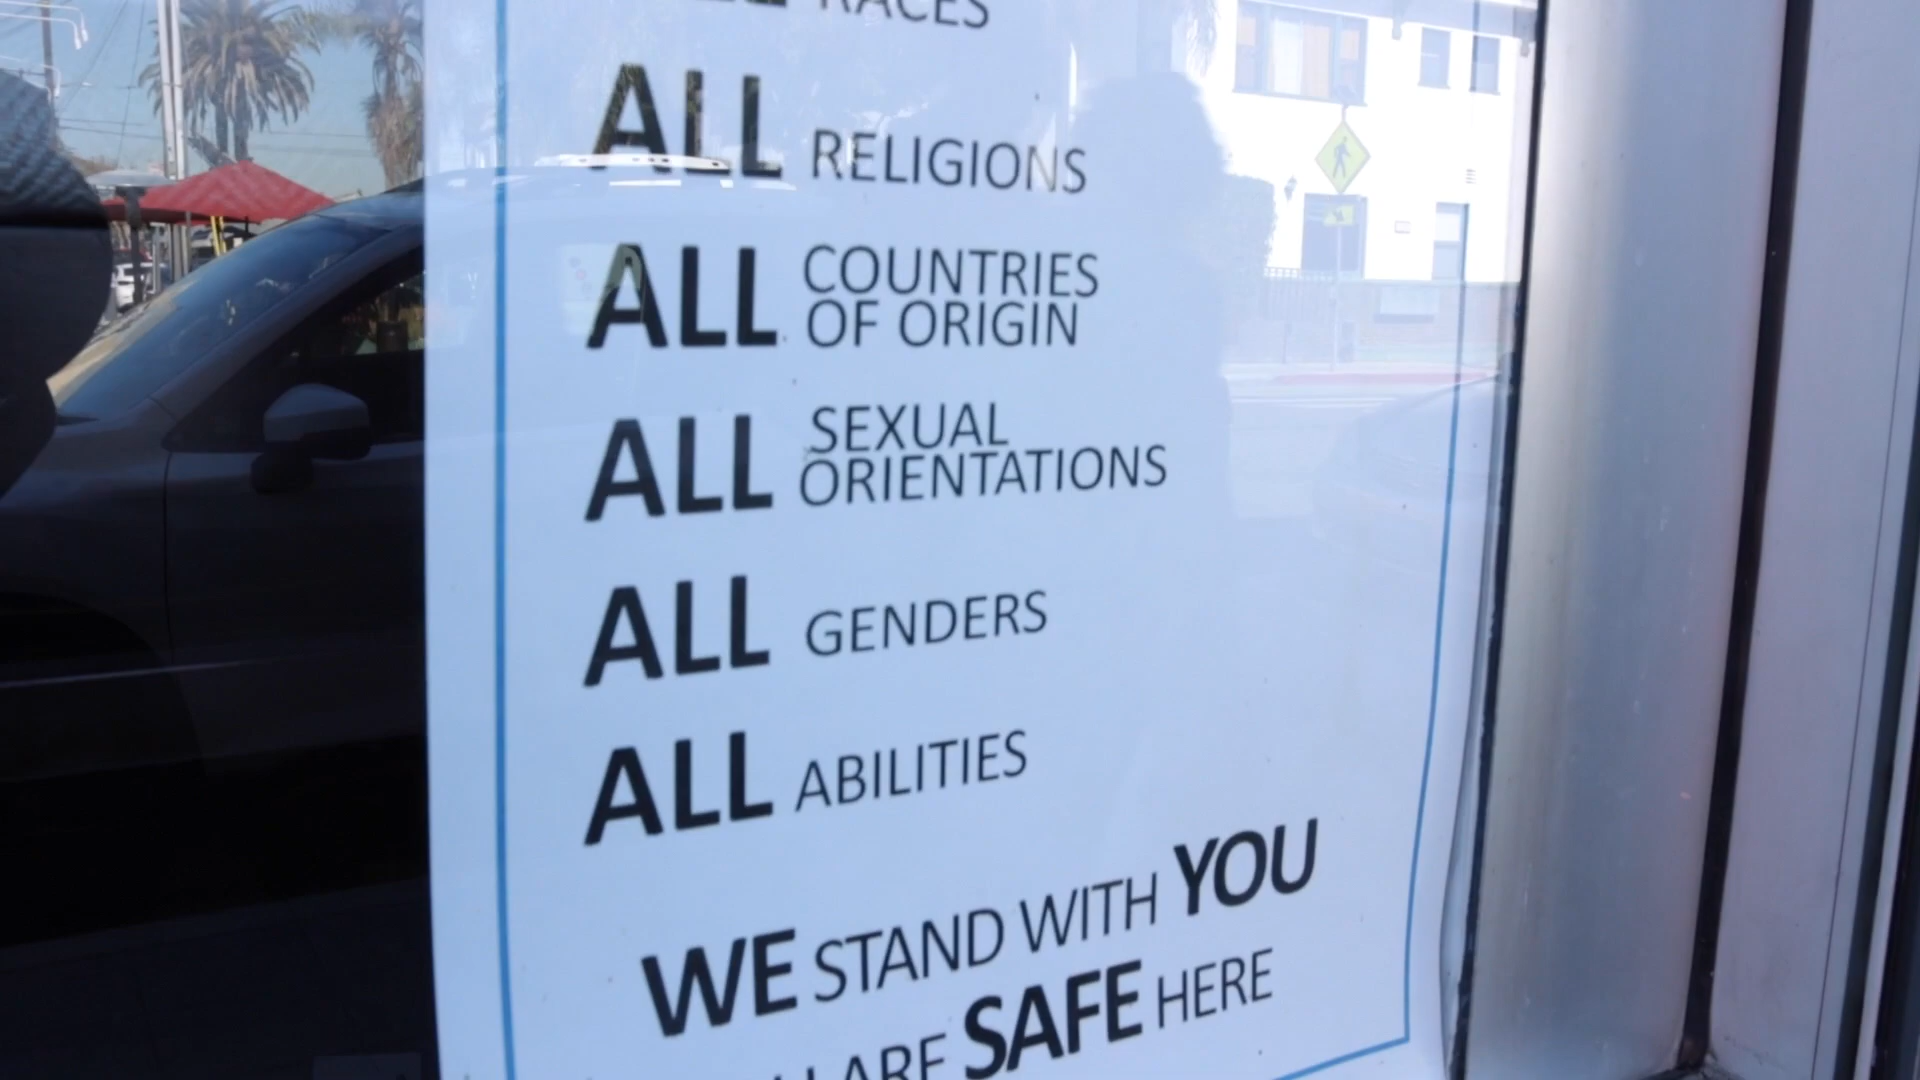 RACES
ALL RELIGIONS
ALL COUNTRIES
OF ORIGIN
ALL SEXUAL
ORIENTATIONS
ALL GENDERS
ALL ABILITIES
WE STAND WITH YOU
ARE SAFE HERE